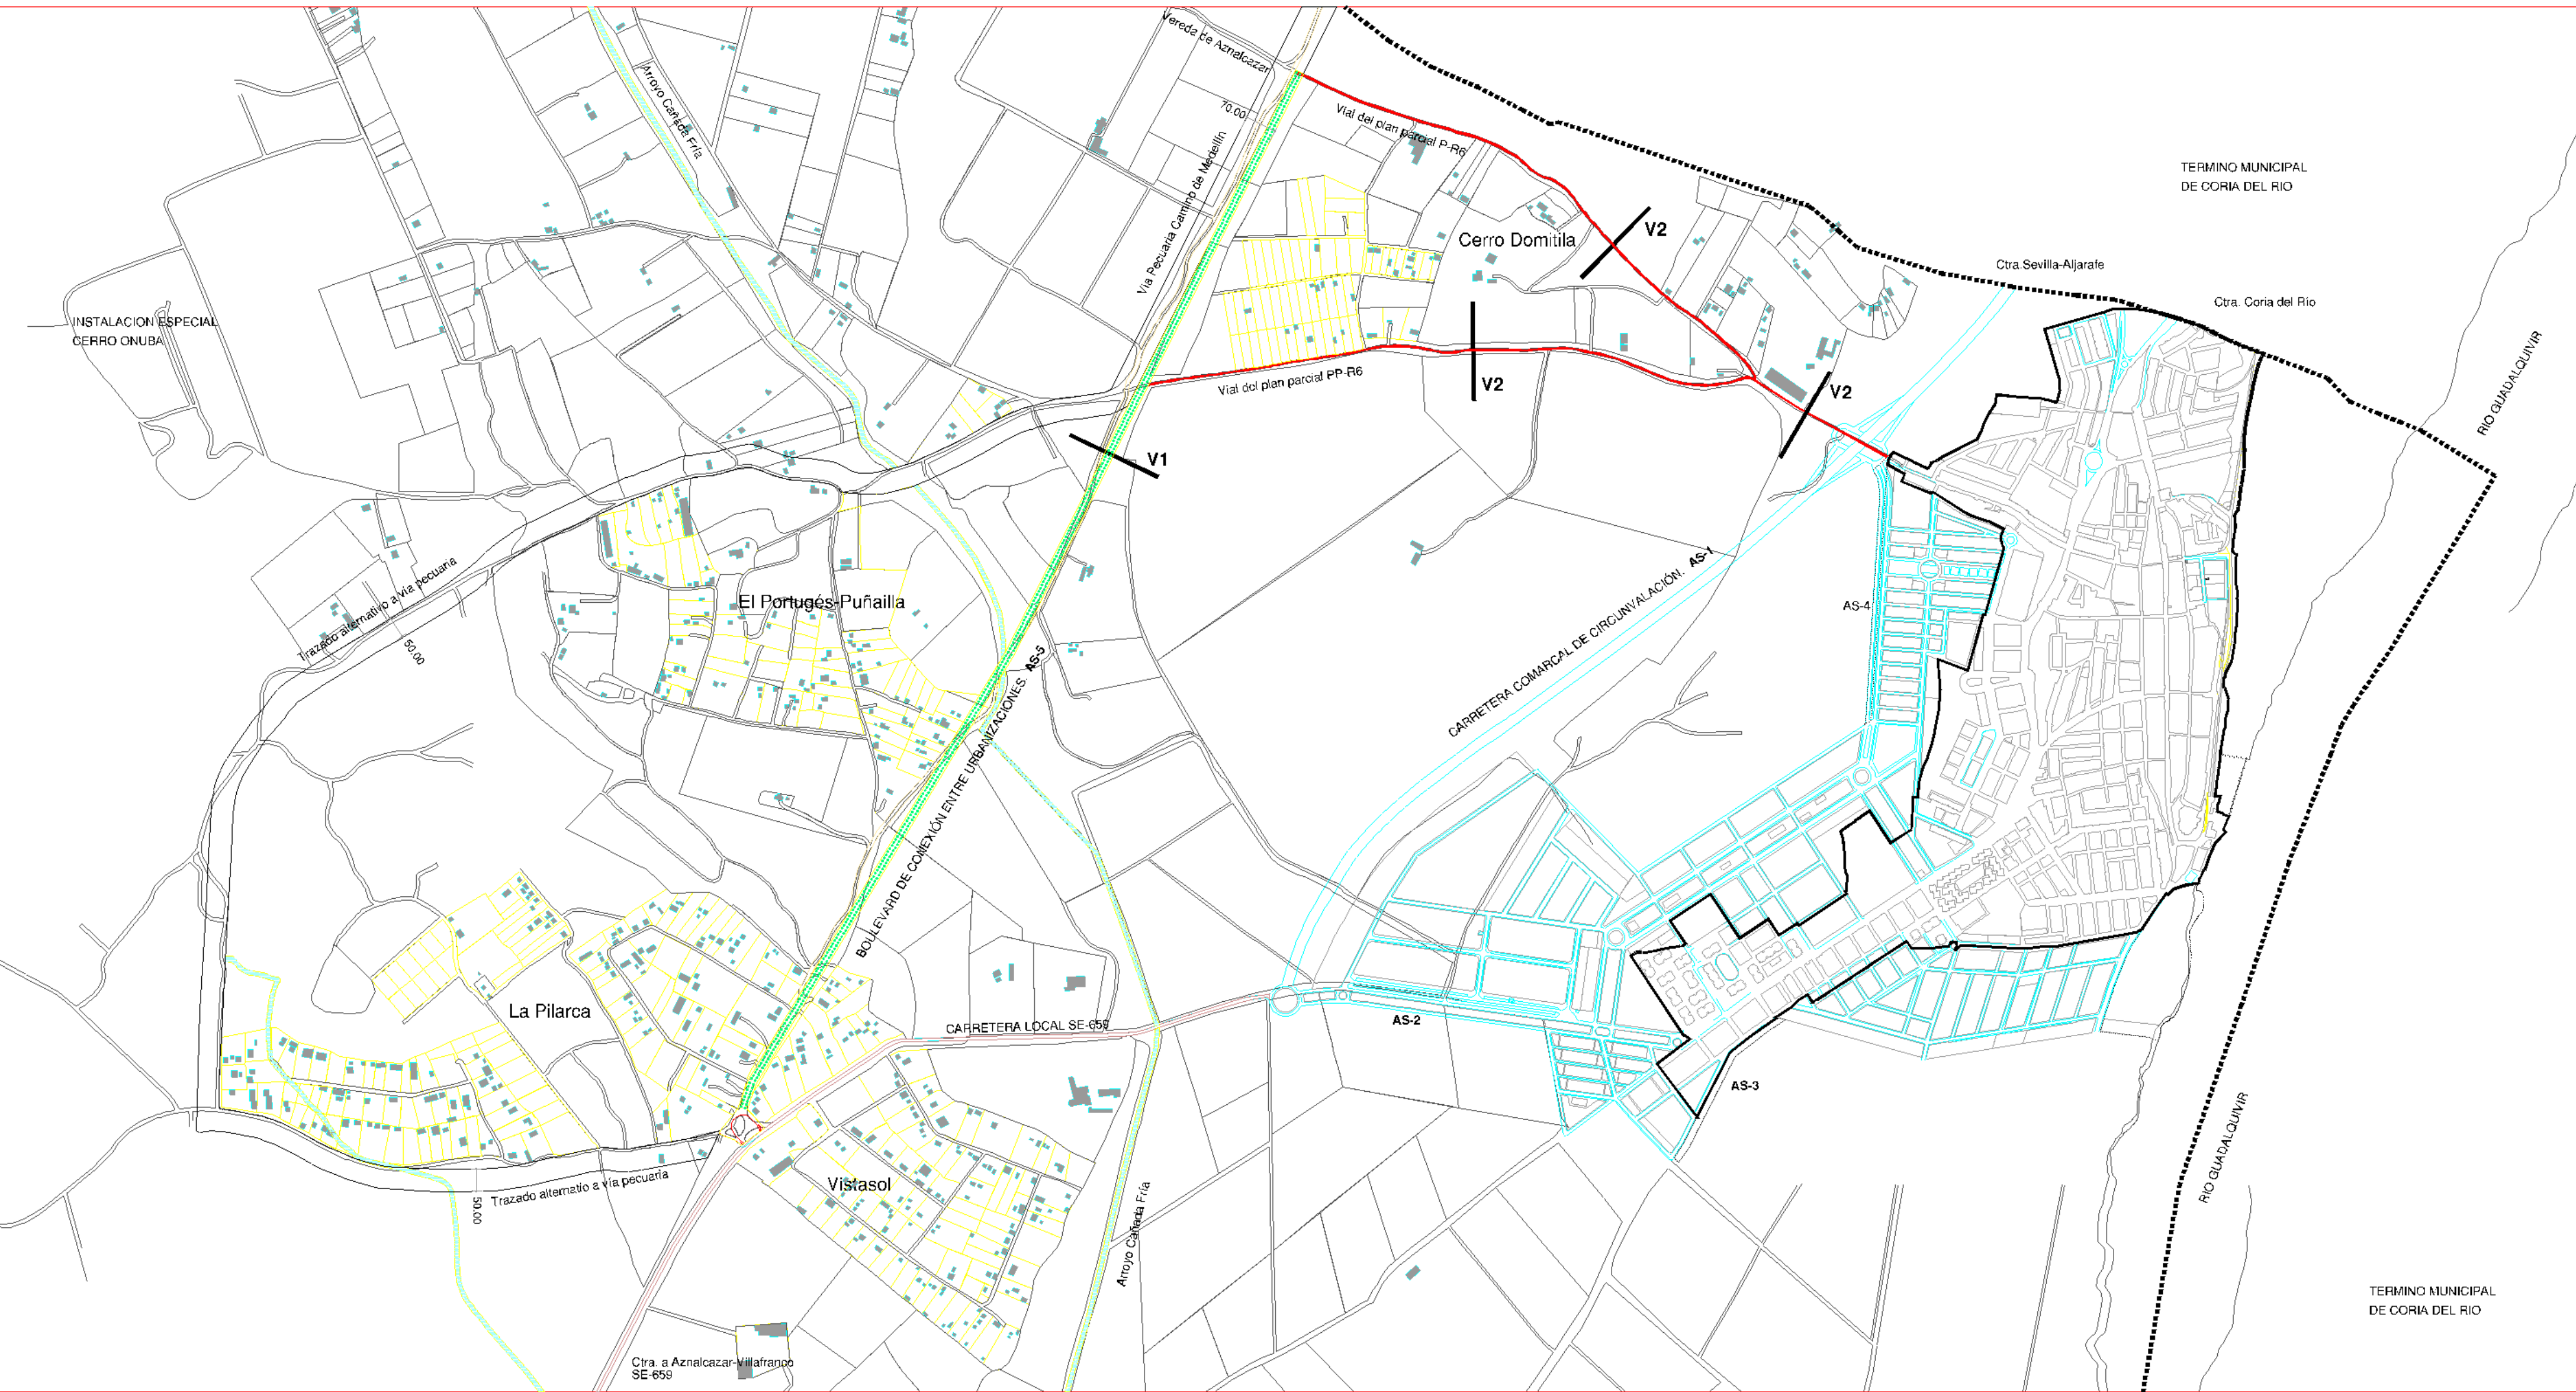 Vereda de Aznalcazar
Arroyo Cañada Fría
70.00
Vial del plan parcial P-R6
TERMINO MUNICIPAL
DE CORIA DEL RIO
Via Pecuaria Camino de Medellín
Cerro Domitila
V2
Ctra.Sevilla-Aljarafe
Ctra. Coria del Río
INSTALACION ESPECIAL
CERRO ONUBA
RIO GUADALQUIVIR
Vial del plan parcial PP-R6
V2
V2
V1
CARRETERA COMARCAL DE CIRCUNVALACIÓN. AS-1
AS-4
El Portugés-Puñailla
Trazado alternativo a vía pecuaria
50.00
BOULEVARD DE CONEXIÓN ENTRE URBANIZACIONES. AS-5
La Pilarca
CARRETERA LOCAL SE-659
AS-2
AS-3
RIO GUADALQUIVIR
Trazado alternatio a vía pecuaria
50.00
Vistasol
Arroyo Cañada Fría
TERMINO MUNICIPAL
DE CORIA DEL RIO
Ctra. a Aznalcazar-Villafranco
SE-659